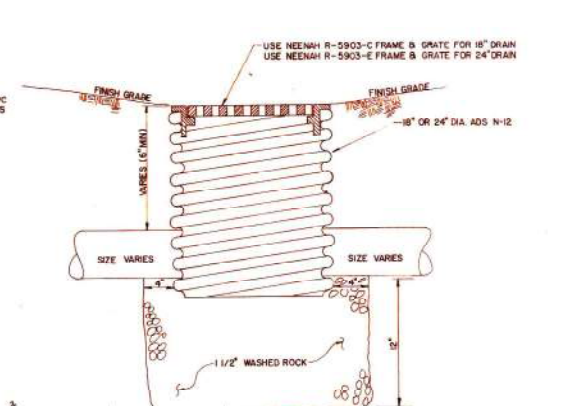 USE NEENAH R-5903-C FRAME & GRATE FOR 18" DRAIN
USE NEENAH R-5903-E FRAME & GRATE FOR 24" DRAIN
FINISH GRADE
FINISH GRADE
18" OR 24" DIA. ADS N-12
VARIES (6" MIN)
SIZE VARIES
SIZE VARIES
4"
4"
12"
1 1/2" WASHED ROCK